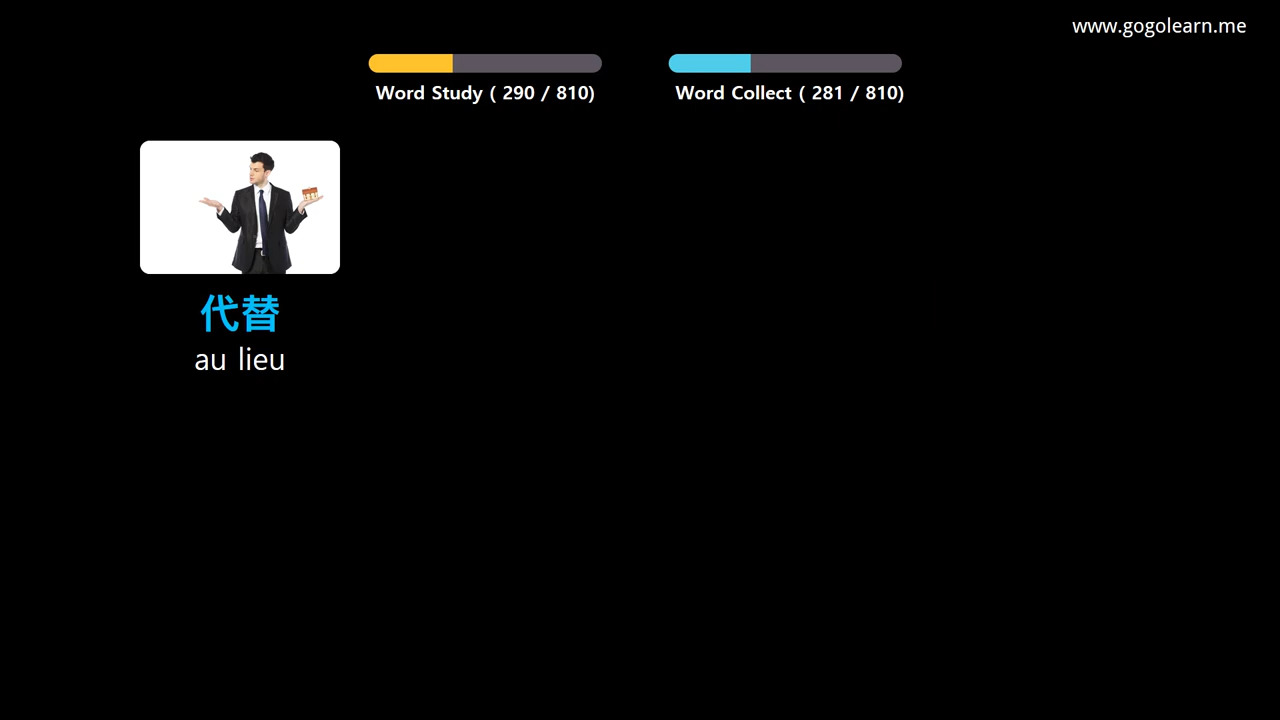 www.gogolearn.me
Word Study ( 290 / 810)
Word Collect ( 281 / 810)
代替
au lieu